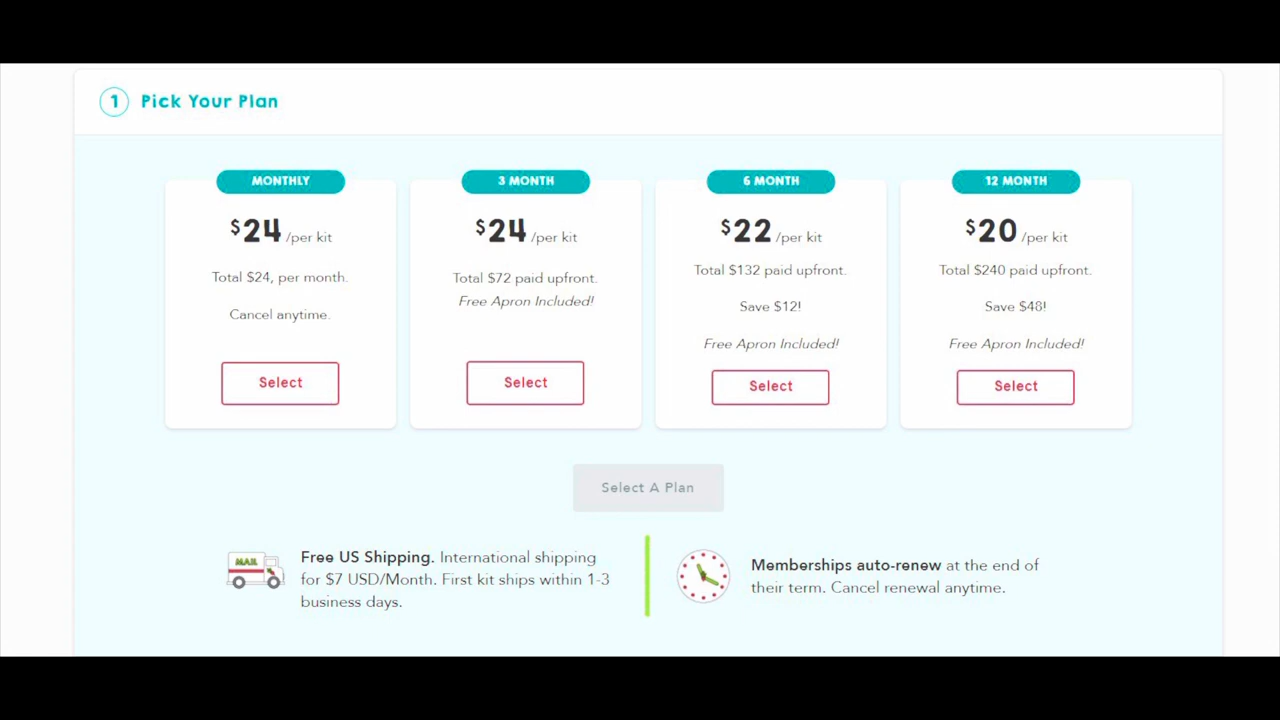 1 Pick Your Plan
MONTHLY
$24 /per kit
Total $24, per month.
Cancel anytime.
Select
3 MONTH
$24 /per kit
Total $72 paid upfront.
Free Apron Included!
Select
6 MONTH
$22 /per kit
Total $132 paid upfront.
Save $12!
Free Apron Included!
Select
12 MONTH
$20 /per kit
Total $240 paid upfront.
Save $48!
Free Apron Included!
Select
Select A Plan
MAIL
Free US Shipping. International shipping
for $7 USD/Month. First kit ships within 1-3
business days.
Memberships auto-renew at the end of
their term. Cancel renewal anytime.